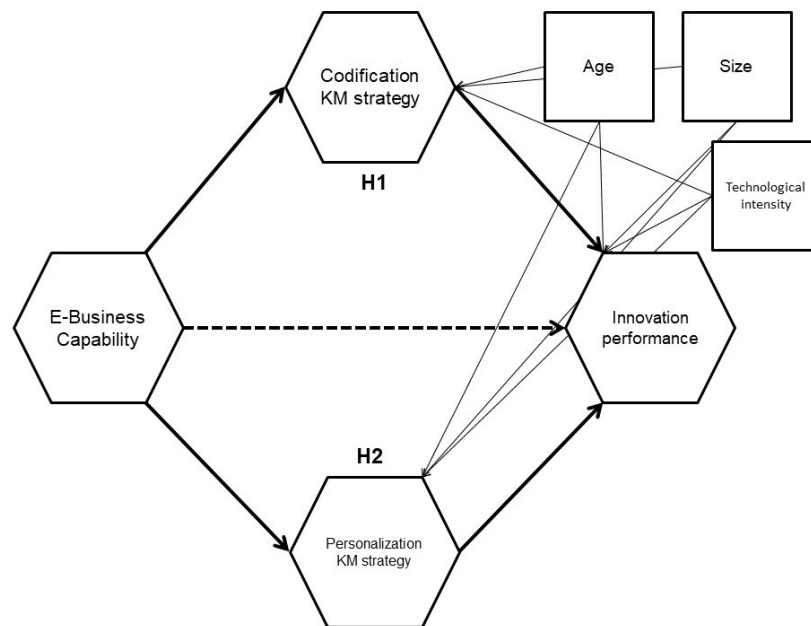 Codification
KM strategy
H1
Age
Size
Technological
intensity
E-Business
Capability
Innovation
performance
H2
Personalization
KM strategy